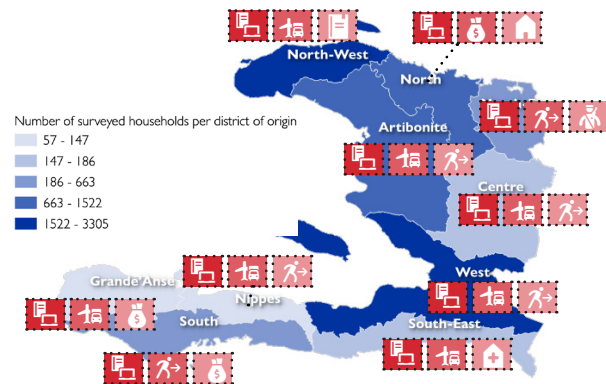 North-West
North
Number of surveyed households per district of origin
57 - 147
147 - 186
186 - 663
663 - 1522
1522 - 3305
Artibonite
Centre
West
Grande Anse
Nippes
South
South-East
$
$
$